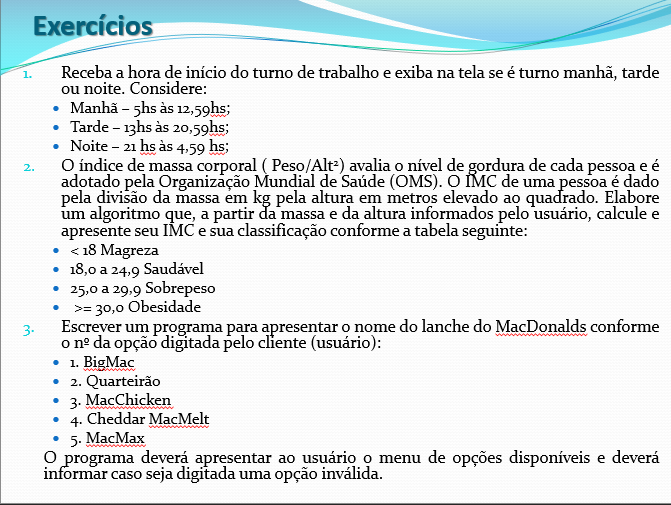 Exercícios
1. Receba a hora de início do turno de trabalho e exiba na tela se é turno manhã, tarde
ou noite. Considere:
• Manhã – 5hs às 12,59hs;
• Tarde – 13hs às 20,59hs;
• Noite – 21 hs às 4,59 hs;
2. O índice de massa corporal ( Peso/Alt²) avalia o nível de gordura de cada pessoa e é
adotado pela Organização Mundial de Saúde (OMS). O IMC de uma pessoa é dado
pela divisão da massa em kg pela altura em metros elevado ao quadrado. Elabore
um algoritmo que, a partir da massa e da altura informados pelo usuário, calcule e
apresente seu IMC e sua classificação conforme a tabela seguinte:
• < 18 Magreza
• 18,0 a 24,9 Saudável
• 25,0 a 29,9 Sobrepeso
• >= 30,0 Obesidade
3. Escrever um programa para apresentar o nome do lanche do MacDonalds conforme
o nº da opção digitada pelo cliente (usuário):
• 1. BigMac
• 2. Quarteirão
• 3. MacChicken
• 4. Cheddar MacMelt
• 5. MacMax
O programa deverá apresentar ao usuário o menu de opções disponíveis e deverá
informar caso seja digitada uma opção inválida.